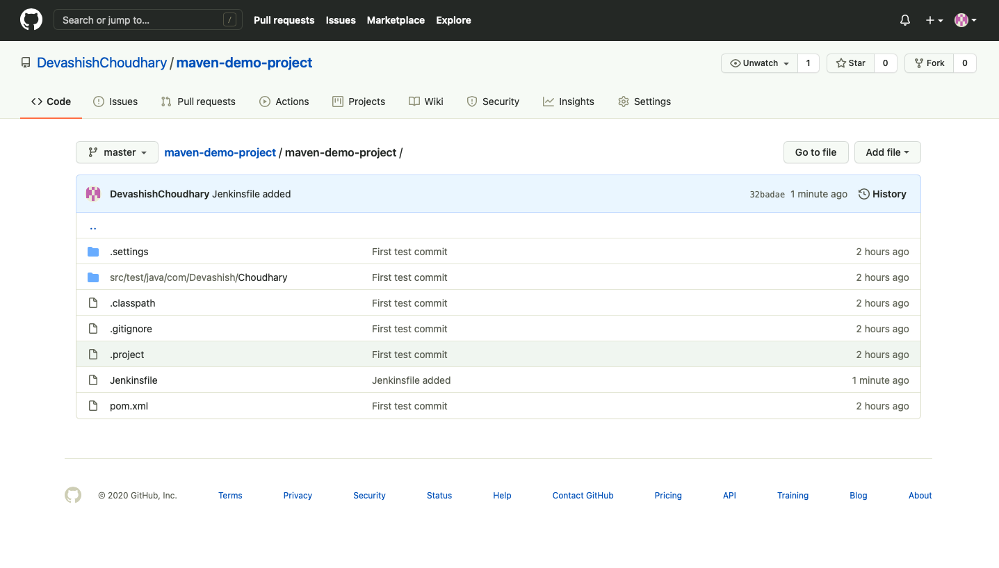 Search or jump to... / Pull requests Issues Marketplace Explore
DevashishChoudhary / maven-demo-project Unwatch 1 Star 0 Fork 0
Code Issues Pull requests Actions Projects Wiki Security Insights Settings
master maven-demo-project / maven-demo-project / Go to file Add file
DevashishChoudhary Jenkinsfile added 32badae 1 minute ago History
..
.settings First test commit 2 hours ago
src/test/java/com/Devashish/Choudhary First test commit 2 hours ago
.classpath First test commit 2 hours ago
.gitignore First test commit 2 hours ago
.project First test commit 2 hours ago
Jenkinsfile Jenkinsfile added 1 minute ago
pom.xml First test commit 2 hours ago
© 2020 GitHub, Inc. Terms Privacy Security Status Help Contact GitHub Pricing API Training Blog About